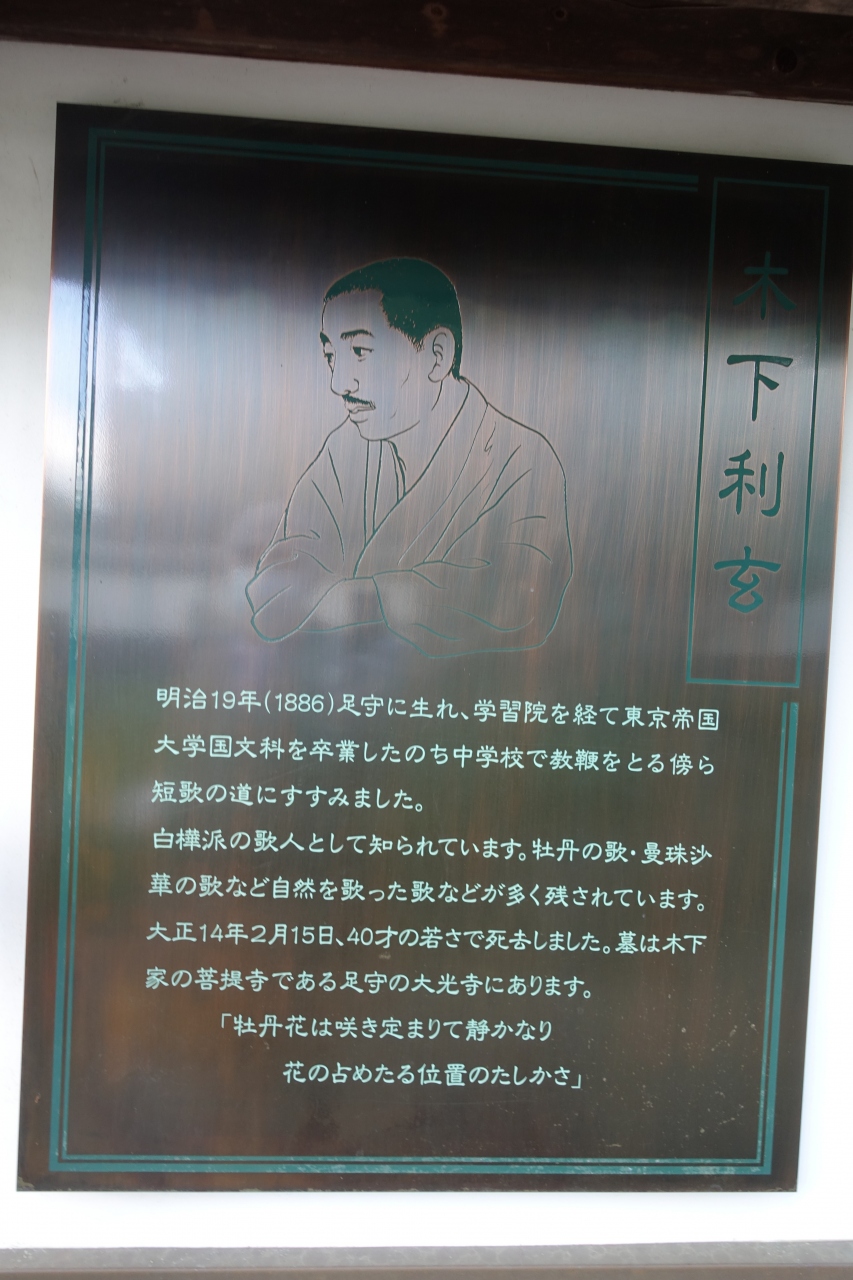 木下利玄
明治19年(1886)足守に生れ、学習院を経て東京帝国
大学国文科を卒業したのち中学校で教鞭をとる傍ら
短歌の道にすすみました。
白樺派の歌人として知られています。牡丹の歌・曼珠沙
華の歌など自然を歌った歌などが多く残されています。
大正14年2月15日、40才の若さで死去しました。墓は木下
家の菩提寺である足守の大光寺にあります。
「牡丹花は咲き定まりて静かなり
花の占めたる位置のたしかさ」